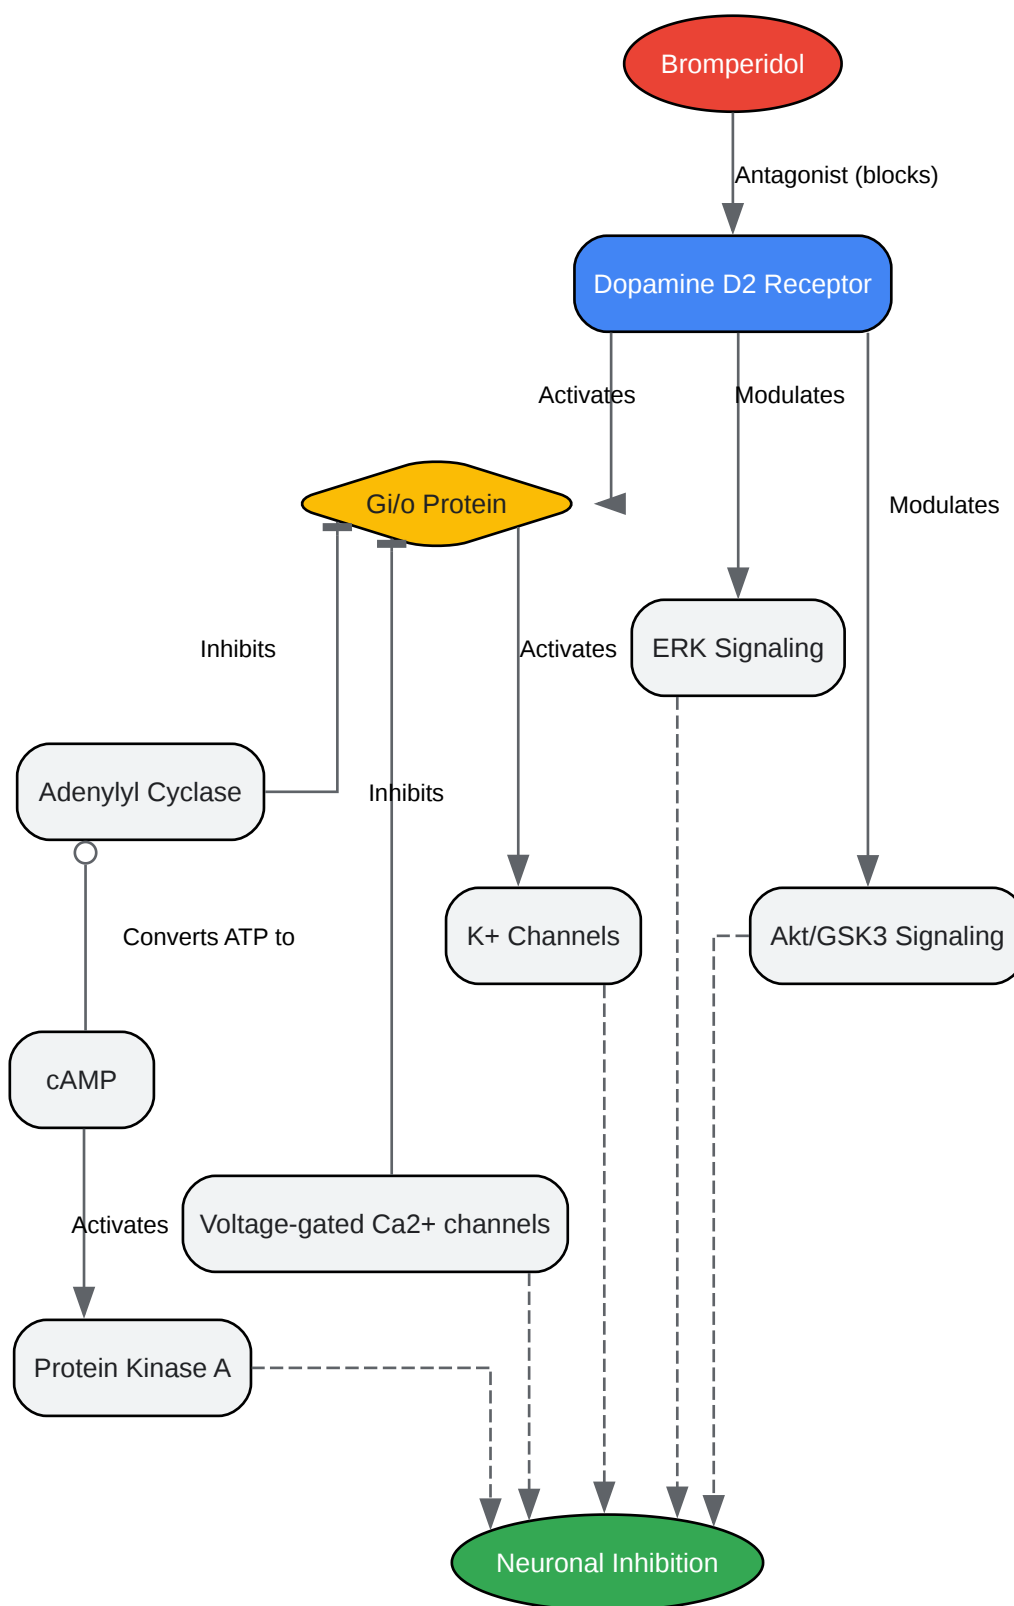 Bromperidol
Antagonist (blocks)
Dopamine D2 Receptor
Activates
Modulates
Gi/o Protein
Modulates
Inhibits
Activates
ERK Signaling
Adenylyl Cyclase
Inhibits
Converts ATP to
K+ Channels
Akt/GSK3 Signaling
cAMP
Activates
Voltage-gated Ca2+ channels
Protein Kinase A
Neuronal Inhibition